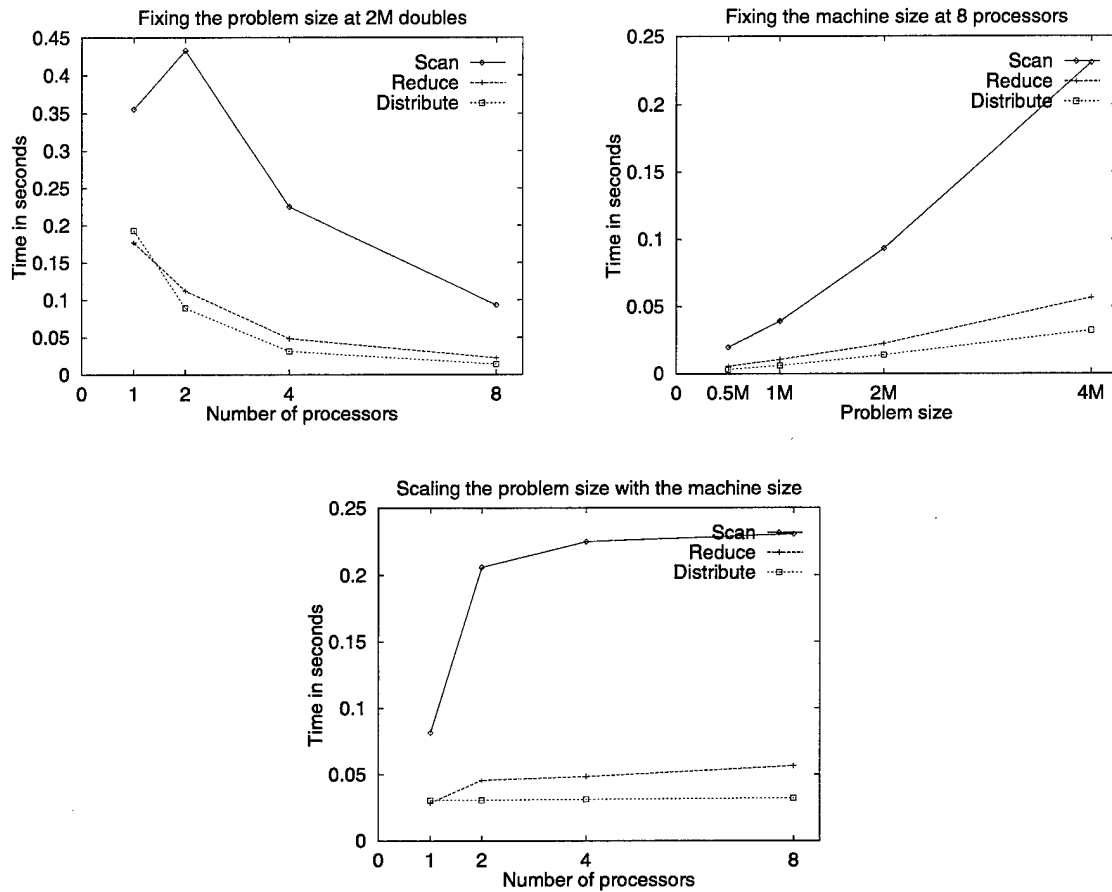 Fixing the problem size at 2M doubles
0.45
0.4
0.35
0.3
0.25
0.2
0.15
0.1
0.05
0
Time in seconds
Scan
Reduce
Distribute
0 1 2 4 8
Number of processors
Fixing the machine size at 8 processors
0.25
0.2
0.15
0.1
0.05
0
Time in seconds
Scan
Reduce
Distribute
0 0.5M 1M 2M 4M
Problem size
Scaling the problem size with the machine size
0.25
0.2
0.15
0.1
0.05
0
Time in seconds
Scan
Reduce
Distribute
0 1 2 4 8
Number of processors